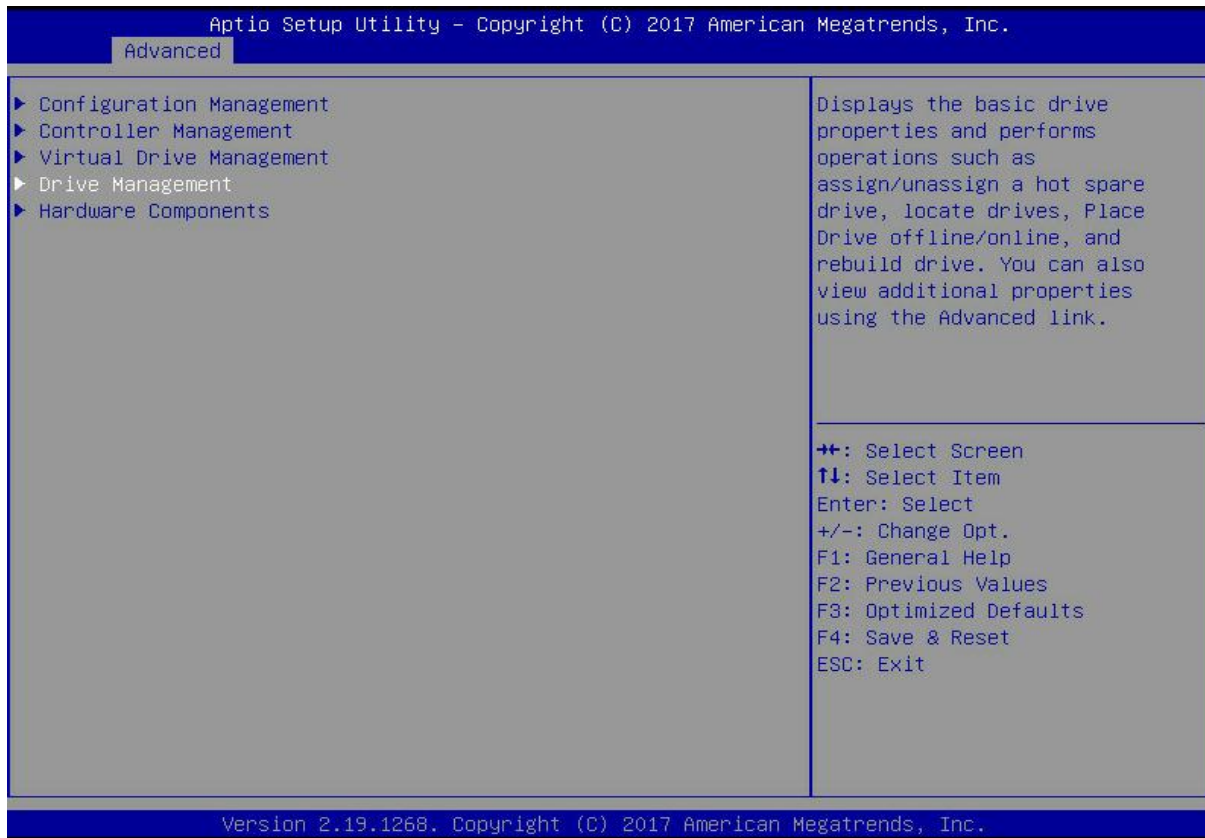 Aptio Setup Utility – Copyright (C) 2017 American Megatrends, Inc.
Advanced
▶ Configuration Management
▶ Controller Management
▶ Virtual Drive Management
▶ Drive Management
▶ Hardware Components
Displays the basic drive
properties and performs
operations such as
assign/unassign a hot spare
drive, locate drives, Place
Drive offline/online, and
rebuild drive. You can also
view additional properties
using the Advanced link.
→←: Select Screen
↑↓: Select Item
Enter: Select
+/-: Change Opt.
F1: General Help
F2: Previous Values
F3: Optimized Defaults
F4: Save & Reset
ESC: Exit
Version 2.19.1268. Copyright (C) 2017 American Megatrends, Inc.